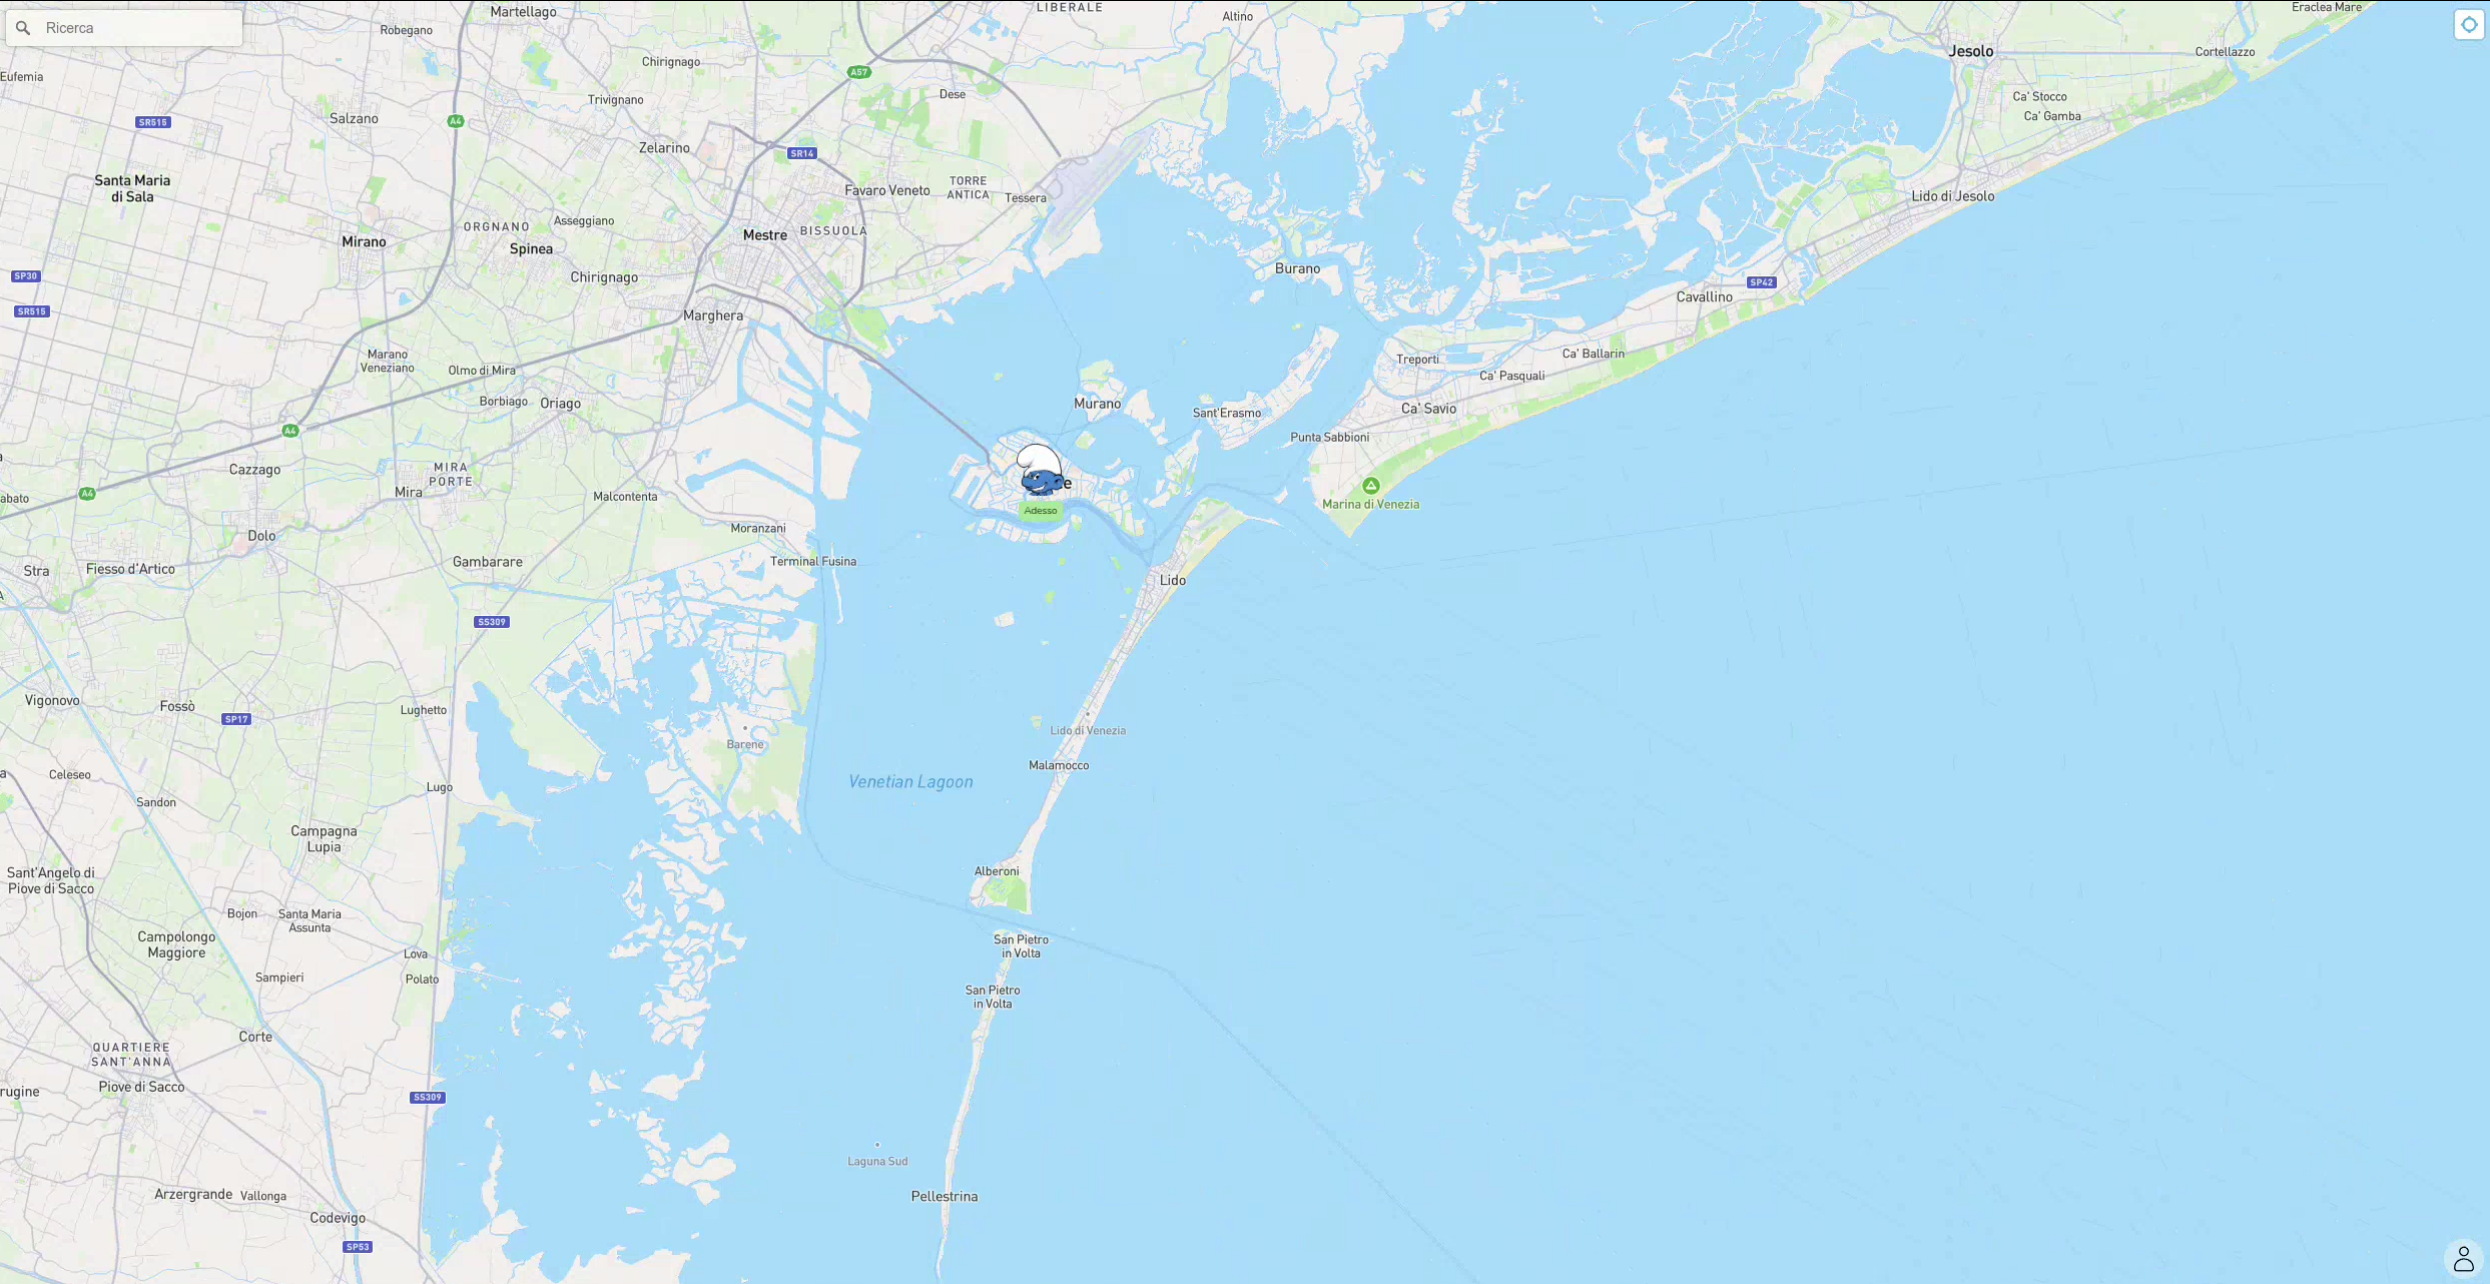 Ricerca
Martellago
LIBERALE
Altino
Eraclea Mare
Robegano
Jesolo
Cortellazzo
Eufemia
Chirignago
A57
Dese
Trivignano
Ca' Stocco
Ca' Gamba
SR515
Salzano
A4
Zelarino
SR14
Santa Maria
di Sala
Favaro Veneto
TORRE
ANTICA
Tessera
Lido di Jesolo
ORGNANO
Asseggiano
Mirano
Spinea
Mestre
BISSUOLA
SP30
Chirignago
Burano
SP42
Cavallino
SR515
Marghera
Marano
Veneziano
Olmo di Mira
Treporti
Ca' Ballarin
Ca' Pasquali
Borbiago
Oriago
Murano
Sant'Erasmo
Ca' Savio
A4
Punta Sabbioni
a
Cazzago
MIRA
PORTE
abato
A4
Mira
Malcontenta
e
Marina di Venezia
Adesso
Moranzani
Dolo
Terminal Fusina
Stra
Fiesso d'Artico
Gambarare
Lido
A
SS309
Vigonovo
Fossò
SP17
Lughetto
Barene
Lido di Venezia
a
Celeseo
Malamocco
Sandon
Lugo
Venetian Lagoon
Campagna
Lupia
Sant'Angelo di
Piove di Sacco
Alberoni
Bojon
Santa Maria
Assunta
Campolongo
Maggiore
Lova
San Pietro
in Volta
Sampieri
Polato
San Pietro
in Volta
Corte
QUARTIERE
SANT'ANNA
Piove di Sacco
rugine
SS309
Laguna Sud
Arzergrande
Vallonga
Pellestrina
Codevigo
SP53